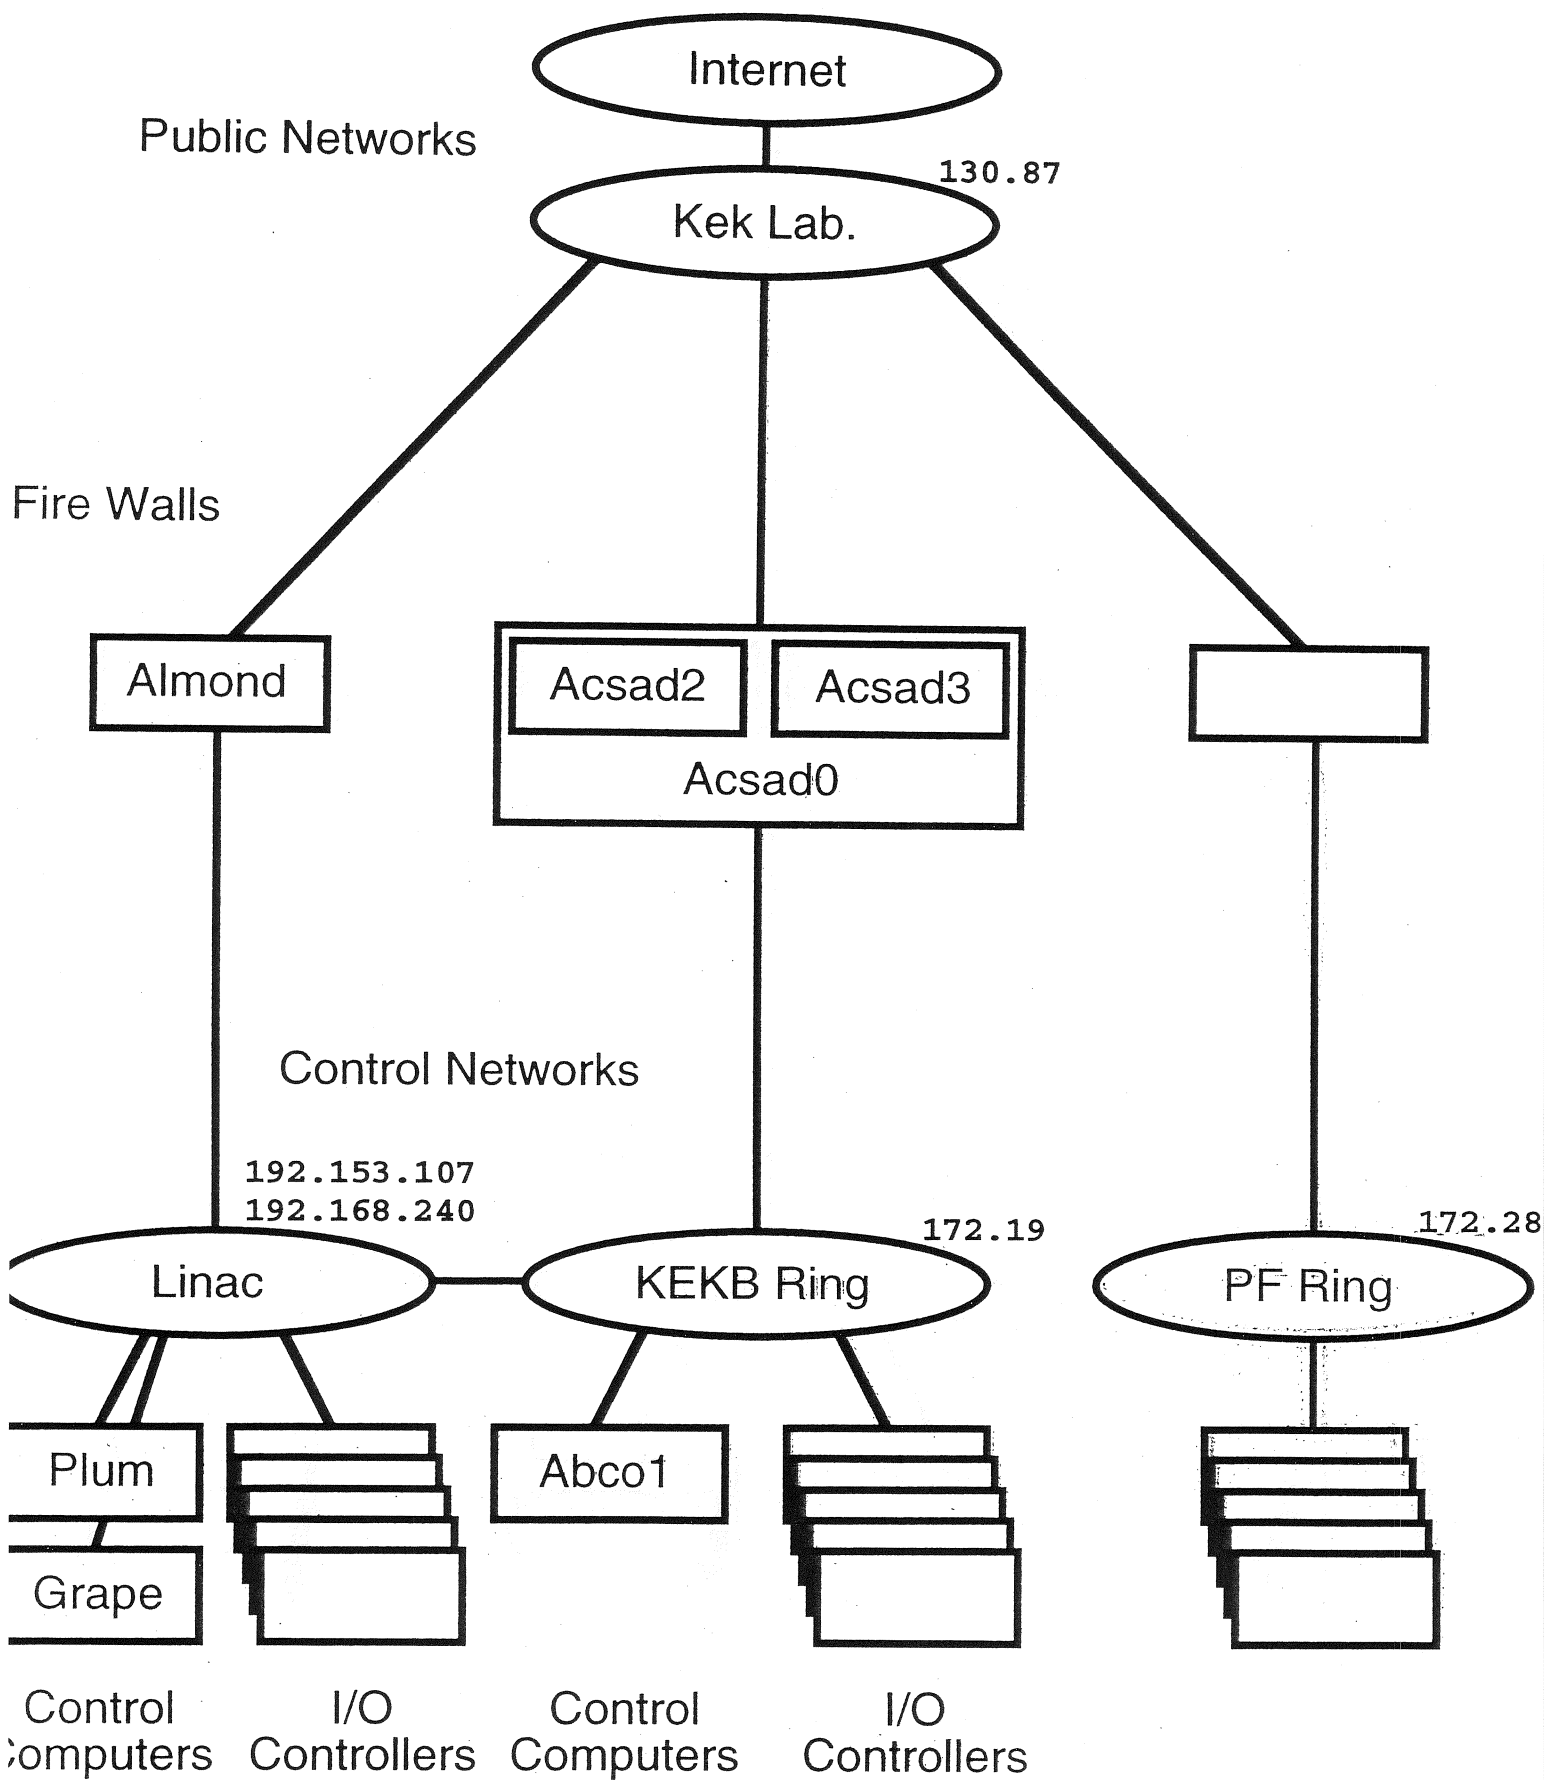 Internet
Public Networks
130.87
Kek Lab.
Fire Walls
Almond
Acsad2
Acsad3
Acsad0
Control Networks
192.153.107
192.168.240
172.19
172.28
Linac
KEKB Ring
PF Ring
Plum
Abco1
Grape
Control
omputers
I/O
Controllers
Control
Computers
I/O
Controllers